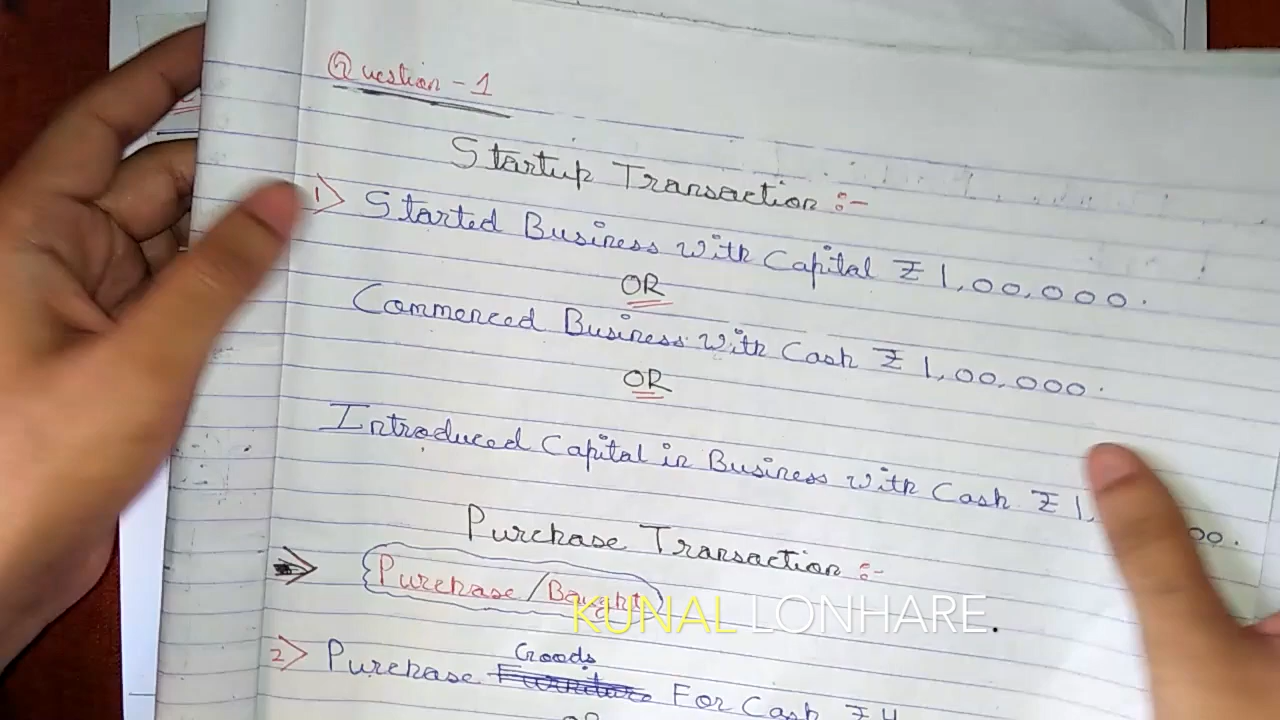 Question - 1
Startup Transaction :-
1> Started Business with Capital ₹ 1,00,000.
OR
Commenced Business with Cash ₹ 1,00,000.
OR
Introduced Capital in Business with Cash ₹ 1, 00.
Purchase Transaction :-
Purchase / Bought
KUNAL LONHARE.
Goods
2> Purchase Furniture For Cash ₹ 4
OR